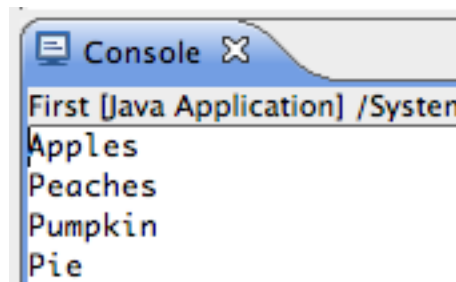 Console
First [Java Application] /System
Apples
Peaches
Pumpkin
Pie